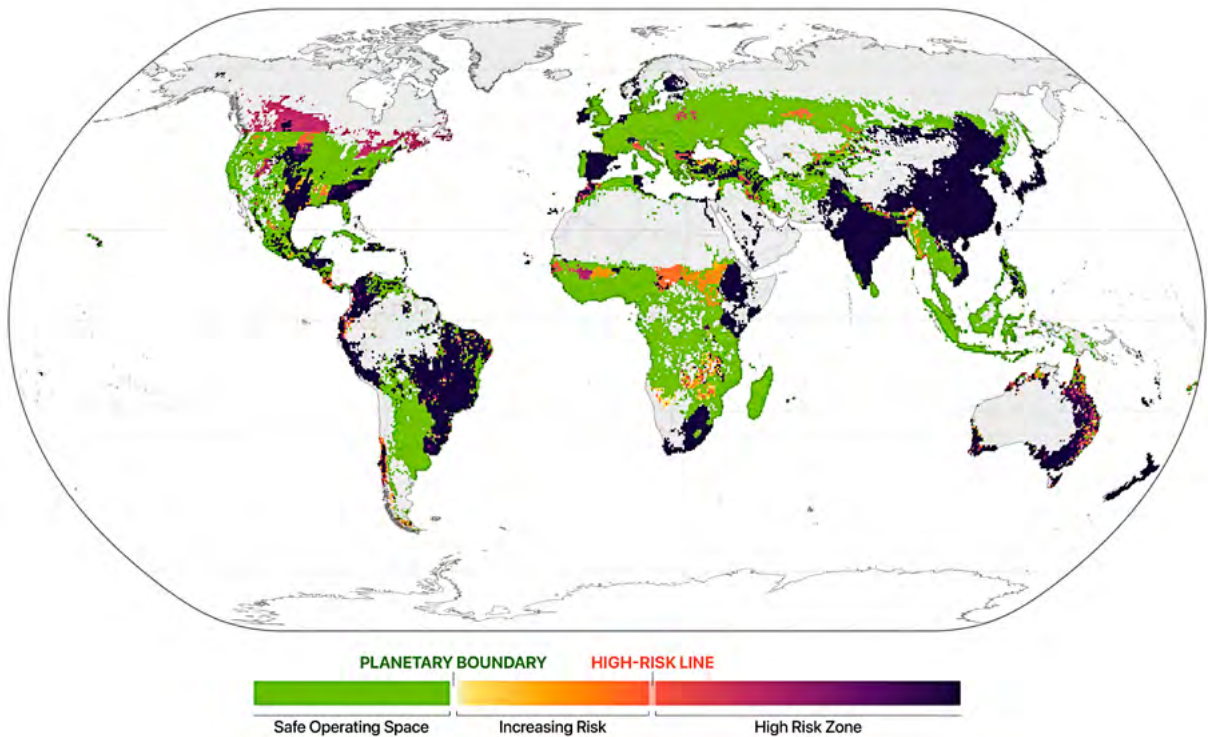 PLANETARY BOUNDARY HIGH-RISK LINE
Safe Operating Space Increasing Risk High Risk Zone